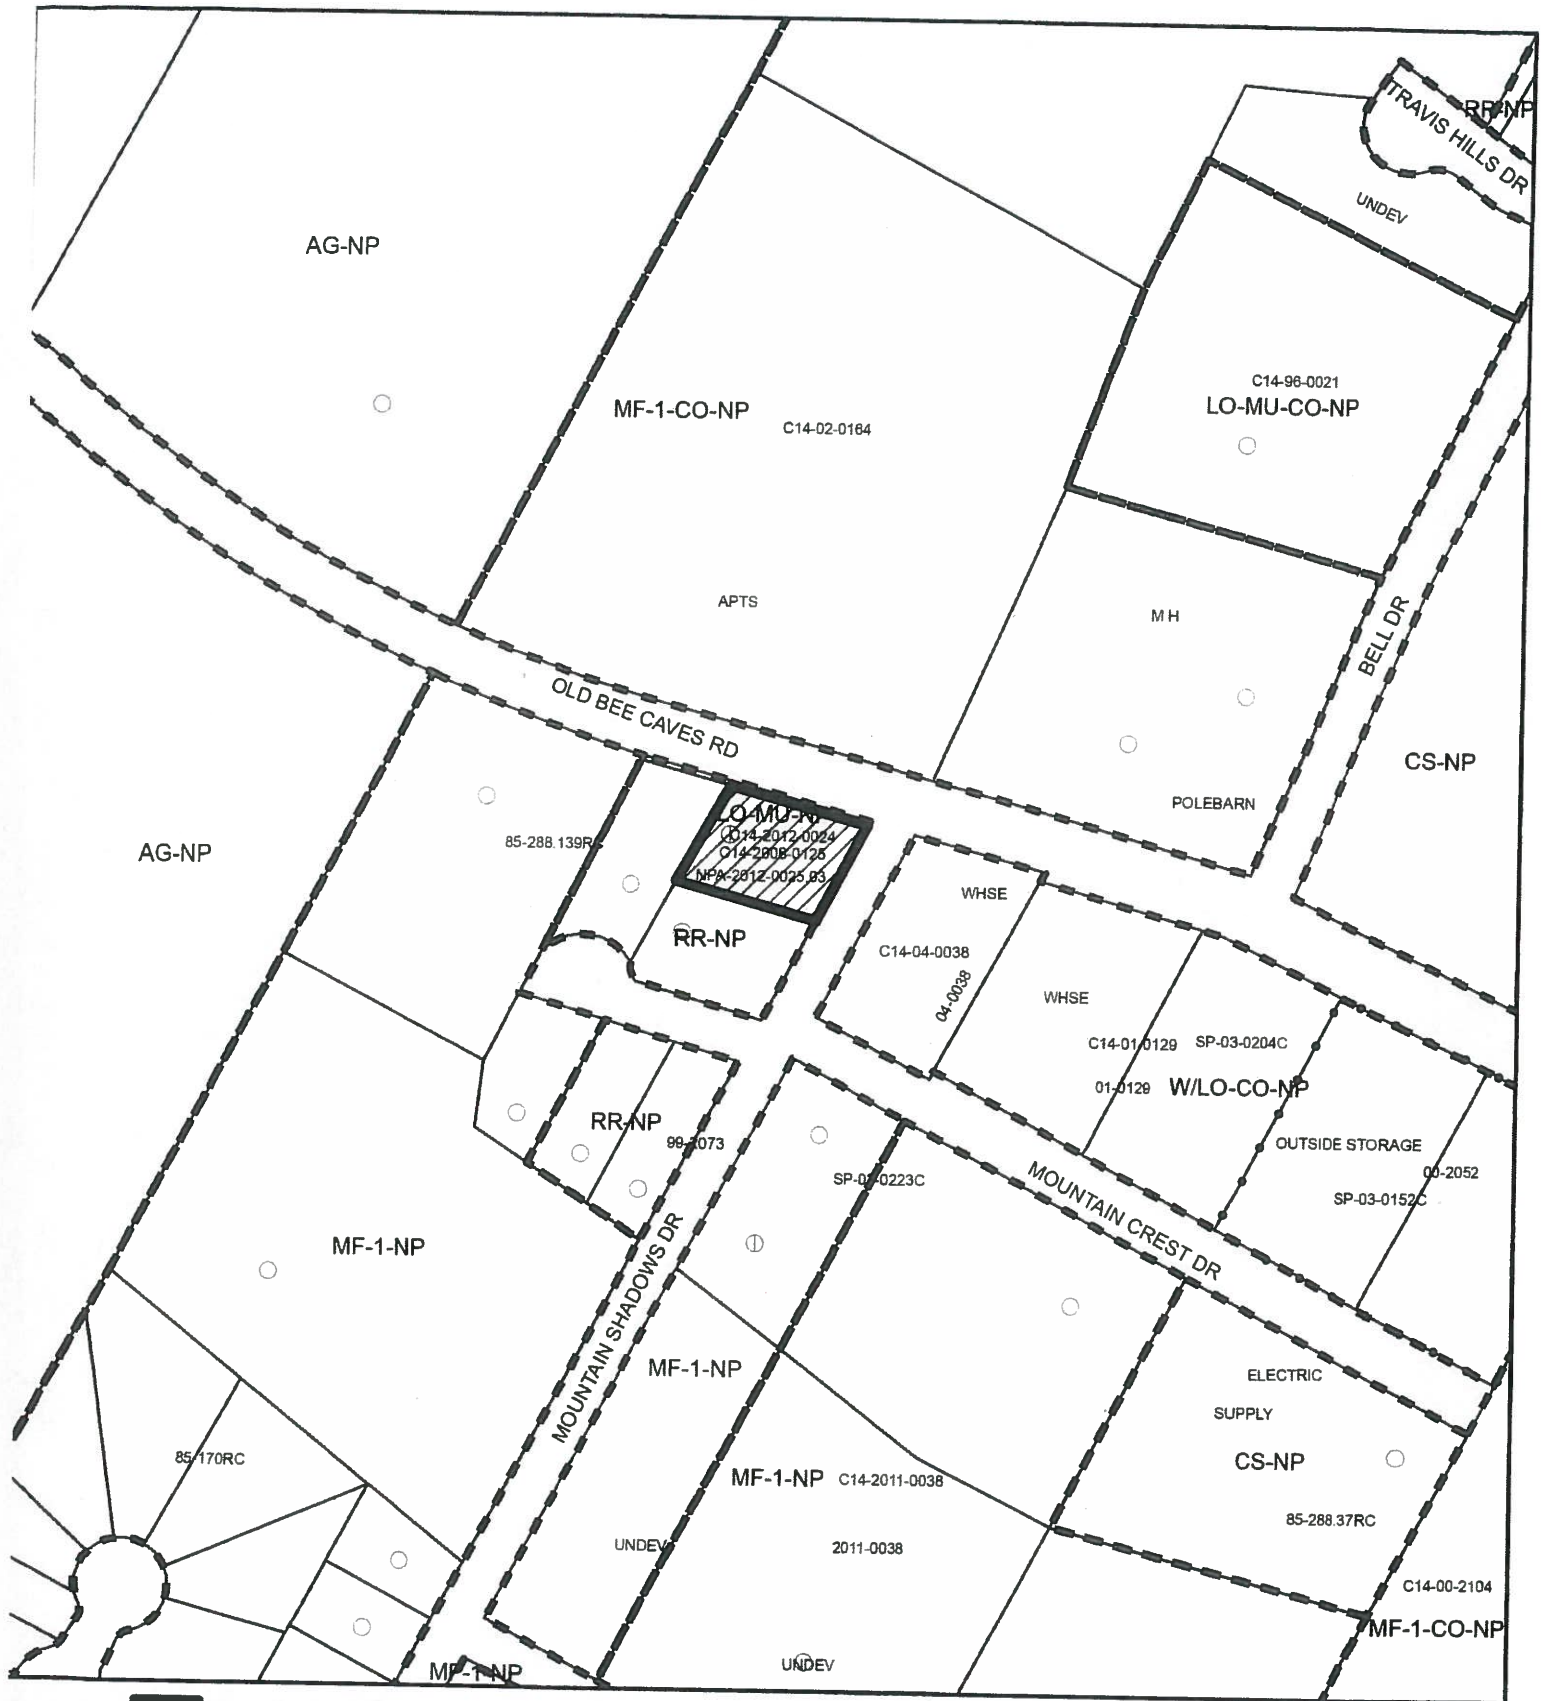 TRAVIS HILLS DR
RR-NP
UNDEV
AG-NP
C14-96-0021
LO-MU-CO-NP
MF-1-CO-NP
C14-02-0164
APTS
M H
BELL DR
OLD BEE CAVES RD
CS-NP
POLEBARN
LO-MU-NP
C14-2012-0024
NPA-2012-0025.03
85-288.139R
AG-NP
WHSE
RR-NP
C14-04-0038
04-0038
WHSE
C14-01-0129
SP-03-0204C
01-0129
W/LO-CO-NP
RR-NP
99-2073
OUTSIDE STORAGE
00-2052
SP-03-0152C
MOUNTAIN CREST DR
MF-1-NP
MOUNTAIN SHADOWS DR
MF-1-NP
ELECTRIC
SUPPLY
CS-NP
85-170RC
MF-1-NP
C14-2011-0038
85-288.37RC
UNDEV
2011-0038
C14-00-2104
MF-1-CO-NP
UNDEV
MF-1-NP